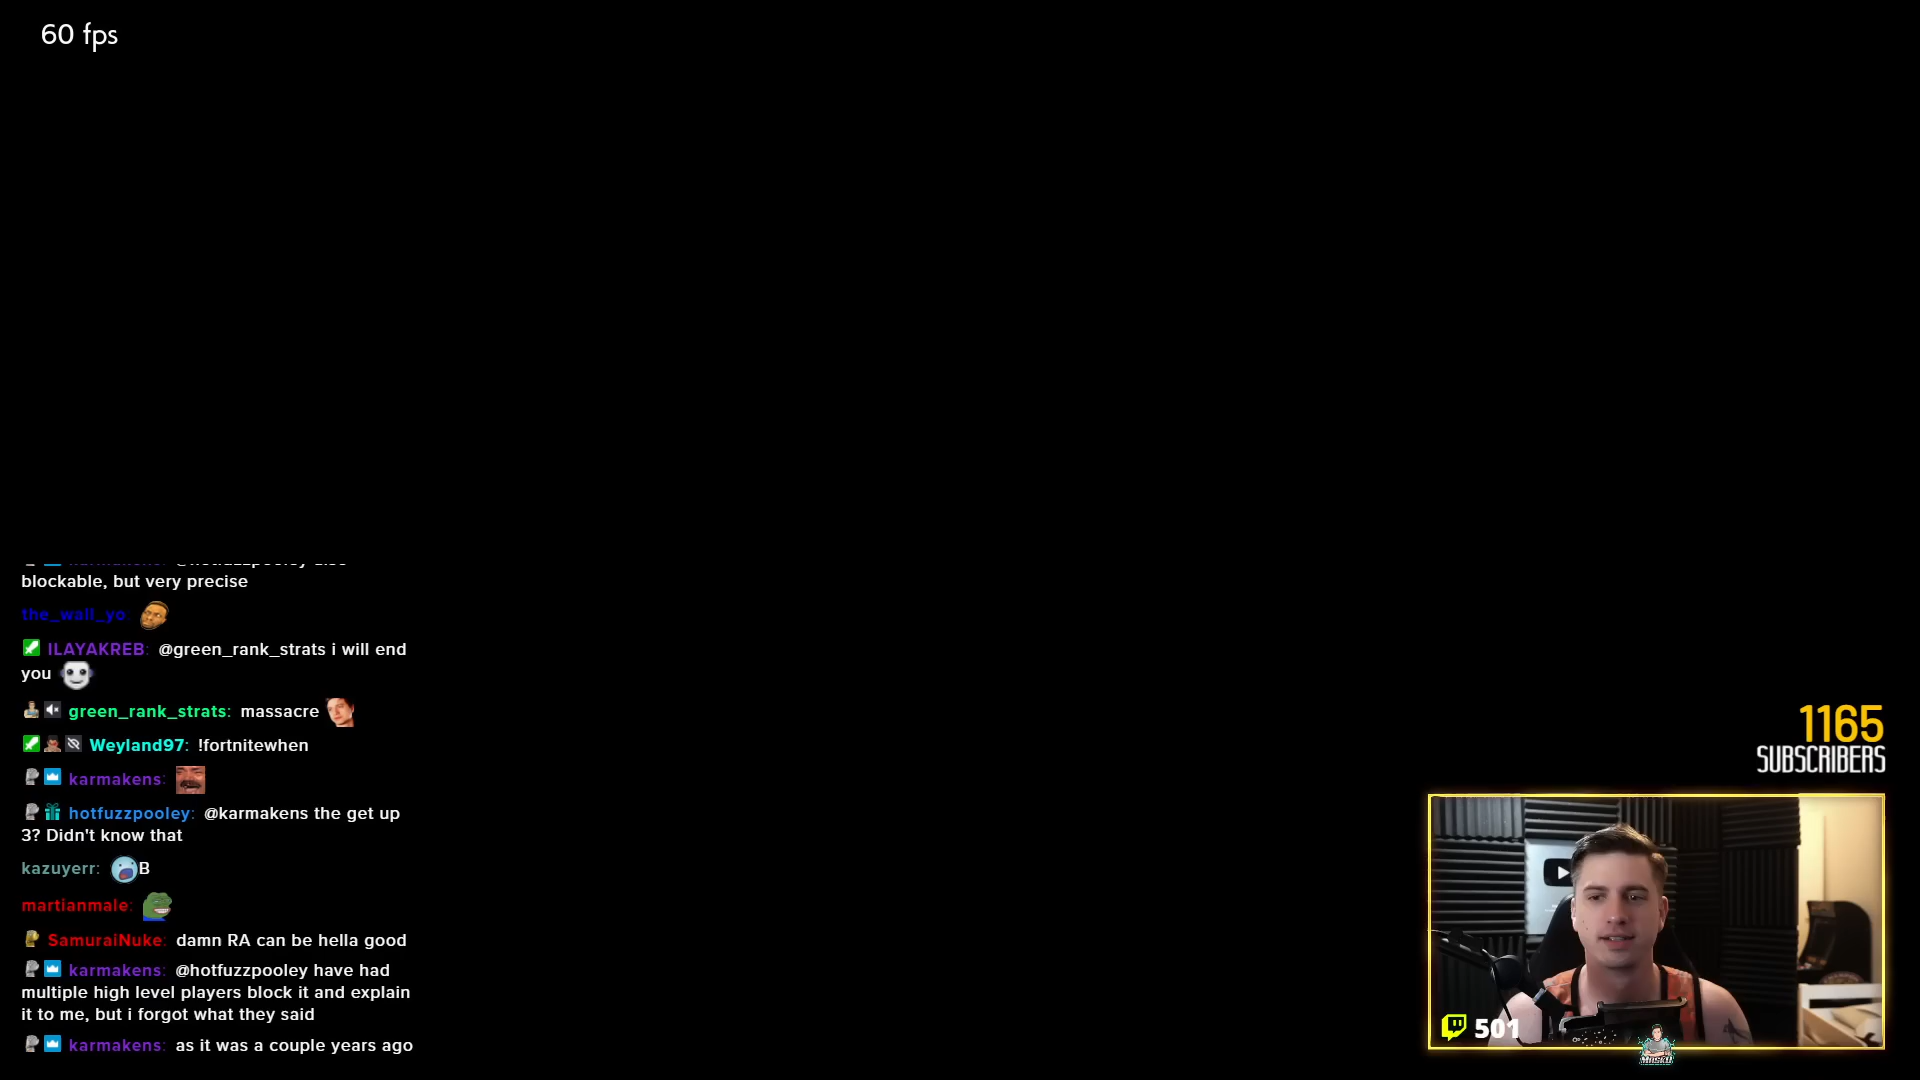 60 fps
blockable, but very precise
the_wall_yo:
ILAYAKREB: @green_rank_strats i will end
you
green_rank_strats: massacre
Weyland97: !fortnitewhen
karmakens:
hotfuzzpooley: @karmakens the get up
3? Didn't know that
kazuyerr: B
martianmale:
SamuraiNuke: damn RA can be hella good
karmakens: @hotfuzzpooley have had
multiple high level players block it and explain
it to me, but i forgot what they said
karmakens: as it was a couple years ago
1165
SUBSCRIBERS
501